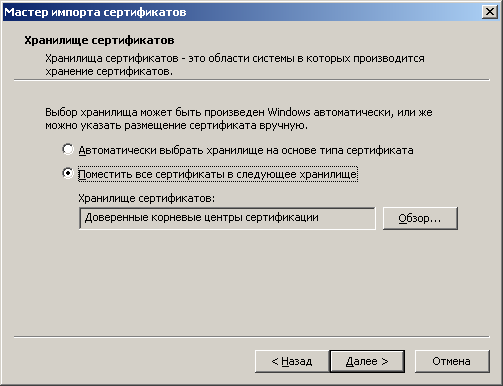 Мастер импорта сертификатов
Хранилище сертификатов
Хранилища сертификатов - это области системы в которых производится
хранение сертификатов.
Выбор хранилища может быть произведен Windows автоматически, или же
можно указать размещение сертификата вручную.
Автоматически выбрать хранилище на основе типа сертификата
Поместить все сертификаты в следующее хранилище
Хранилище сертификатов:
Доверенные корневые центры сертификации
Обзор...
< Назад
Далее >
Отмена